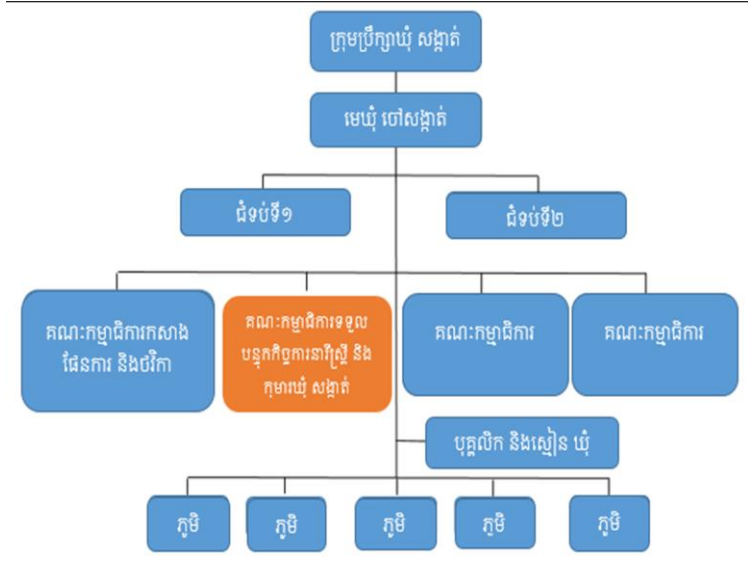 ក្រុមប្រឹក្សាឃុំ សង្កាត់
មេឃុំ ចៅសង្កាត់
ជំទប់ទី១
ជំទប់ទី២
គណៈកម្មាធិការកសាង
ផែនការ និងថវិកា
គណៈកម្មាធិការទទួល
បន្ទុកកិច្ចការនារីស្ត្រី និង
កុមារឃុំ សង្កាត់
គណៈកម្មាធិការ
គណៈកម្មាធិការ
បុគ្គលិក និងស្មៀន ឃុំ
ភូមិ
ភូមិ
ភូមិ
ភូមិ
ភូមិ